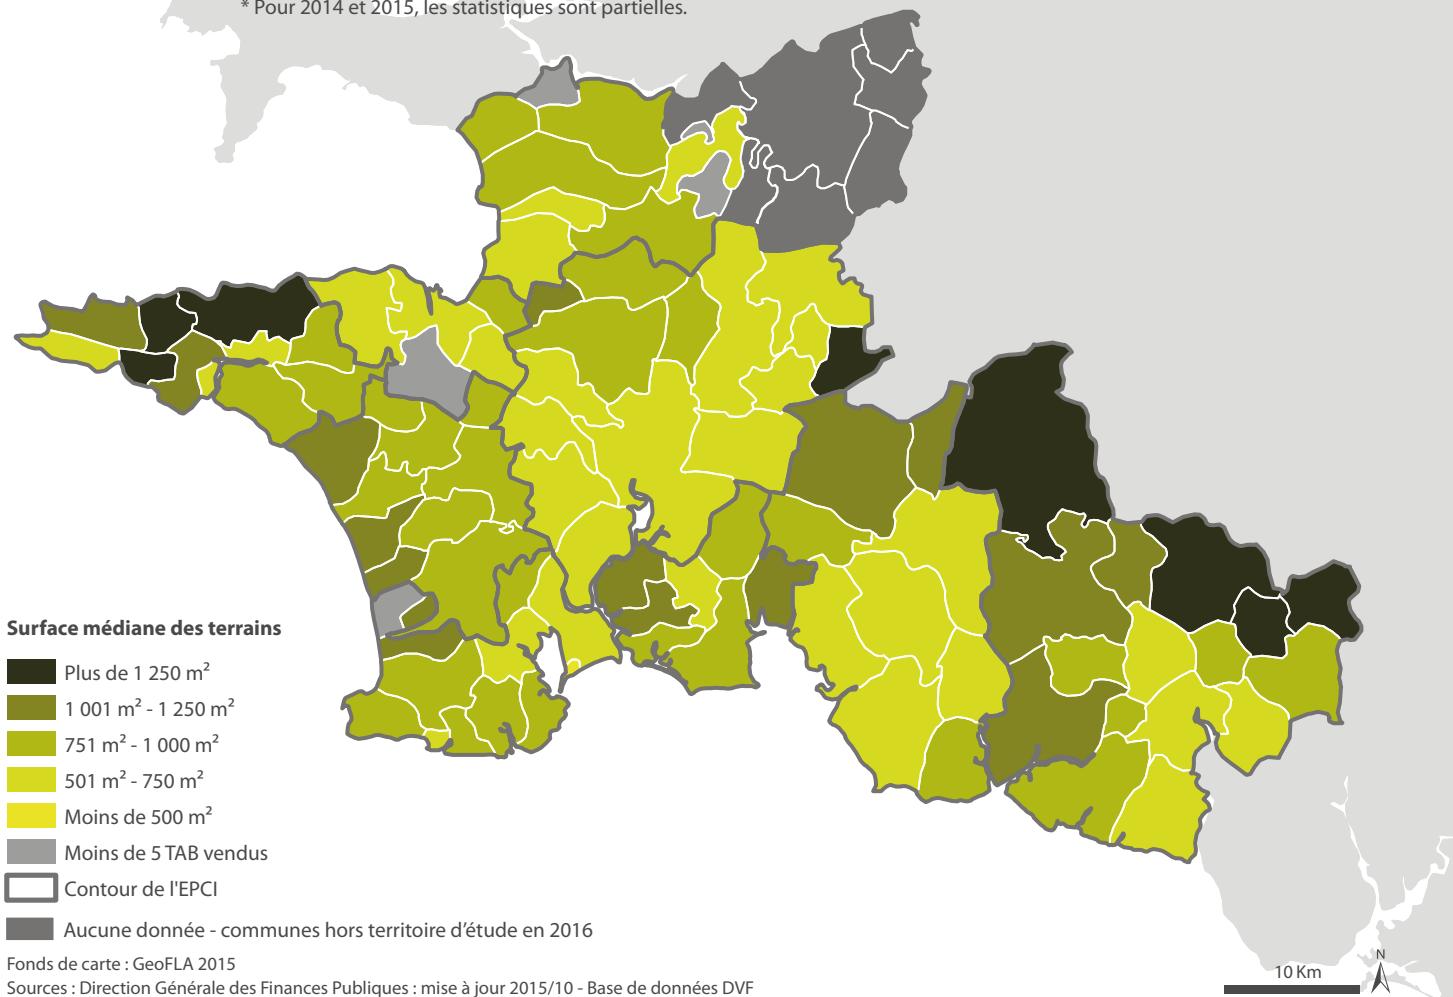 * Pour 2014 et 2015, les statistiques sont partielles.
Surface médiane des terrains
Plus de 1 250 m²
1 001 m² - 1 250 m²
751 m² - 1 000 m²
501 m² - 750 m²
Moins de 500 m²
Moins de 5 TAB vendus
Contour de l'EPCI
Aucune donnée - communes hors territoire d’étude en 2016
Fonds de carte : GeoFLA 2015
Sources : Direction Générale des Finances Publiques : mise à jour 2015/10 - Base de données DVF
10 Km
N